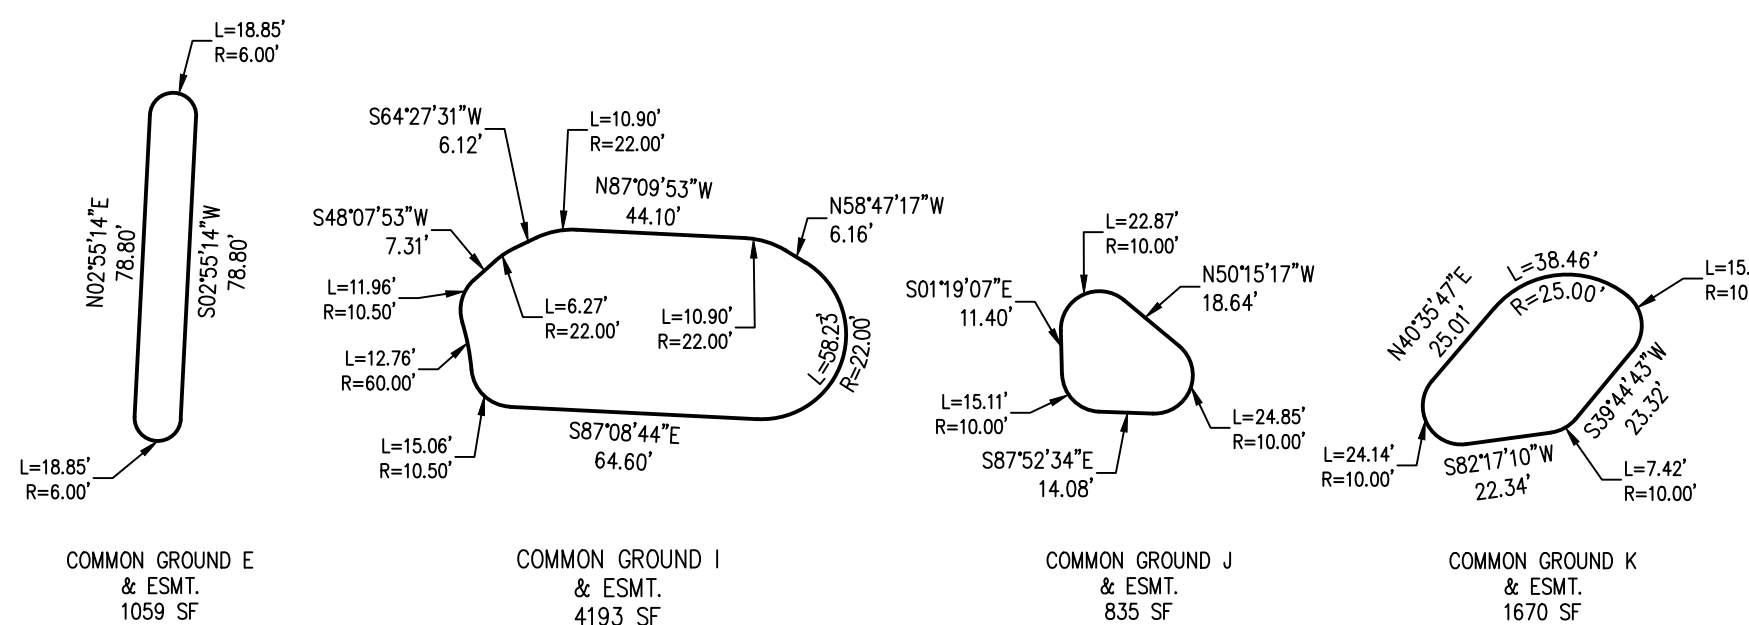 L=18.85'
R=6.00'
N02°55'14"E
78.80'
S02°55'14"W
78.80'
L=18.85'
R=6.00'
COMMON GROUND E
& ESMT.
1059 SF
S64°27'31"W
6.12'
L=10.90'
R=22.00'
N87°09'53"W
44.10'
N58°47'17"W
6.16'
S48°07'53"W
7.31'
L=11.96'
R=10.50'
L=6.27'
R=22.00'
L=10.90'
R=22.00'
L=58.23'
R=22.00'
L=12.76'
R=60.00'
L=15.06'
R=10.50'
S87°08'44"E
64.60'
COMMON GROUND I
& ESMT.
4193 SF
L=22.87'
R=10.00'
N50°15'17"W
18.64'
S01°19'07"E
11.40'
L=15.11'
R=10.00'
L=24.85'
R=10.00'
S87°52'34"E
14.08'
COMMON GROUND J
& ESMT.
835 SF
L=38.46'
R=25.00'
L=15.
R=10
N40°35'47"E
25.01'
S39°44'43"W
23.32'
L=24.14'
R=10.00'
S82°17'10"W
22.34'
L=7.42'
R=10.00'
COMMON GROUND K
& ESMT.
1670 SF